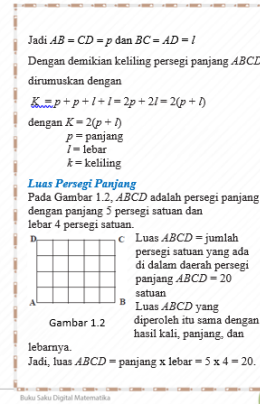 Jadi AB = CD = p dan BC = AD = l
Dengan demikian keliling persegi panjang ABCD
dirumuskan dengan
K = p + p + l + l = 2p + 2l = 2(p + l)
dengan K = 2(p + l)
p = panjang
l = lebar
k = keliling
Luas Persegi Panjang
Pada Gambar 1.2, ABCD adalah persegi panjang
dengan panjang 5 persegi satuan dan
lebar 4 persegi satuan.
D C
A B
Gambar 1.2
Luas ABCD = jumlah
persegi satuan yang ada
di dalam daerah persegi
panjang ABCD = 20
satuan
Luas ABCD yang
diperoleh itu sama dengan
hasil kali, panjang, dan
lebarnya.
Jadi, luas ABCD = panjang x lebar = 5 x 4 = 20.
Buku Saku Digital Matematika